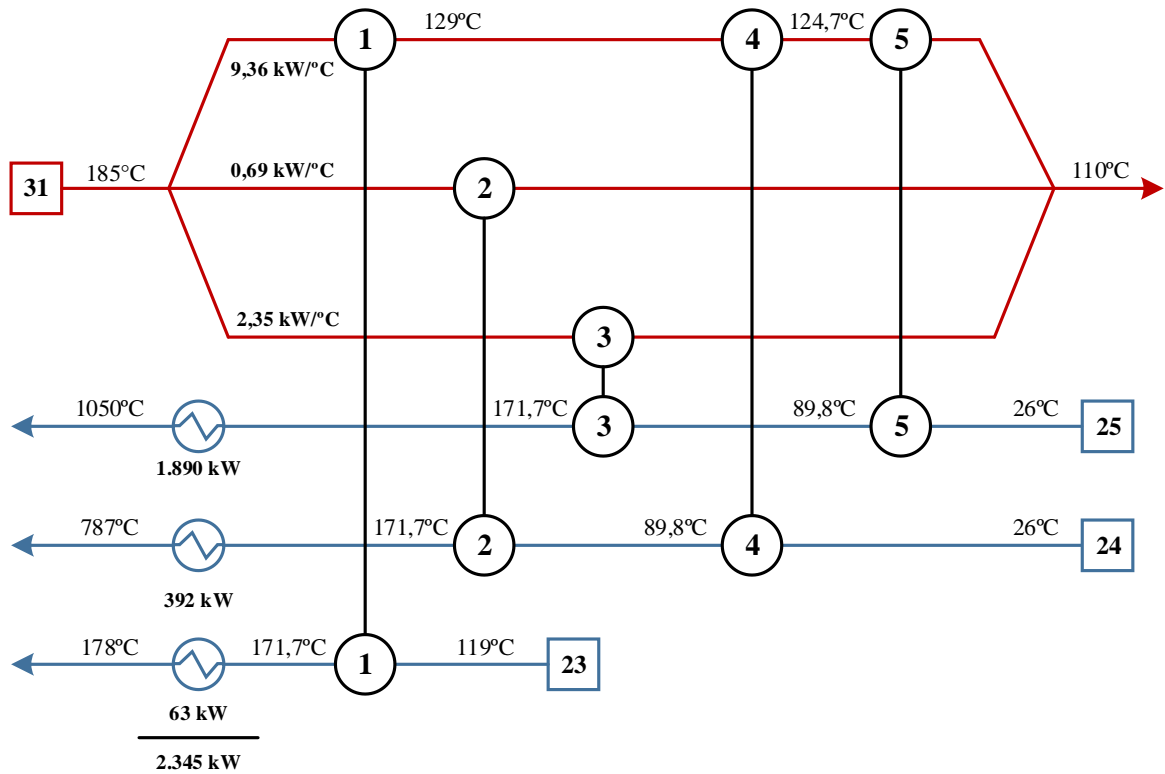 1
129ºC
4
124,7ºC
5
9,36 kW/ºC
31
185°C
0,69 kW/ºC
2
110ºC
2,35 kW/ºC
3
1050ºC
171,7ºC
3
89,8ºC
5
26ºC
25
1.890 kW
787ºC
171,7ºC
2
89,8ºC
4
26ºC
24
392 kW
178ºC
171,7ºC
1
119ºC
23
63 kW
2.345 kW